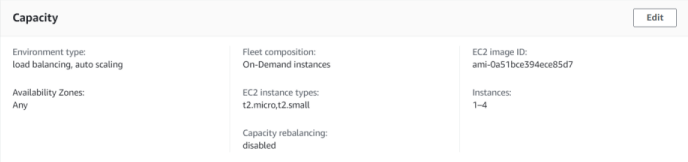 Capacity
Edit
Environment type:
load balancing, auto scaling
Availability Zones:
Any
Fleet composition:
On-Demand instances
EC2 instance types:
t2.micro,t2.small
Capacity rebalancing:
disabled
EC2 image ID:
ami-0a51bce394ece85d7
Instances:
1–4